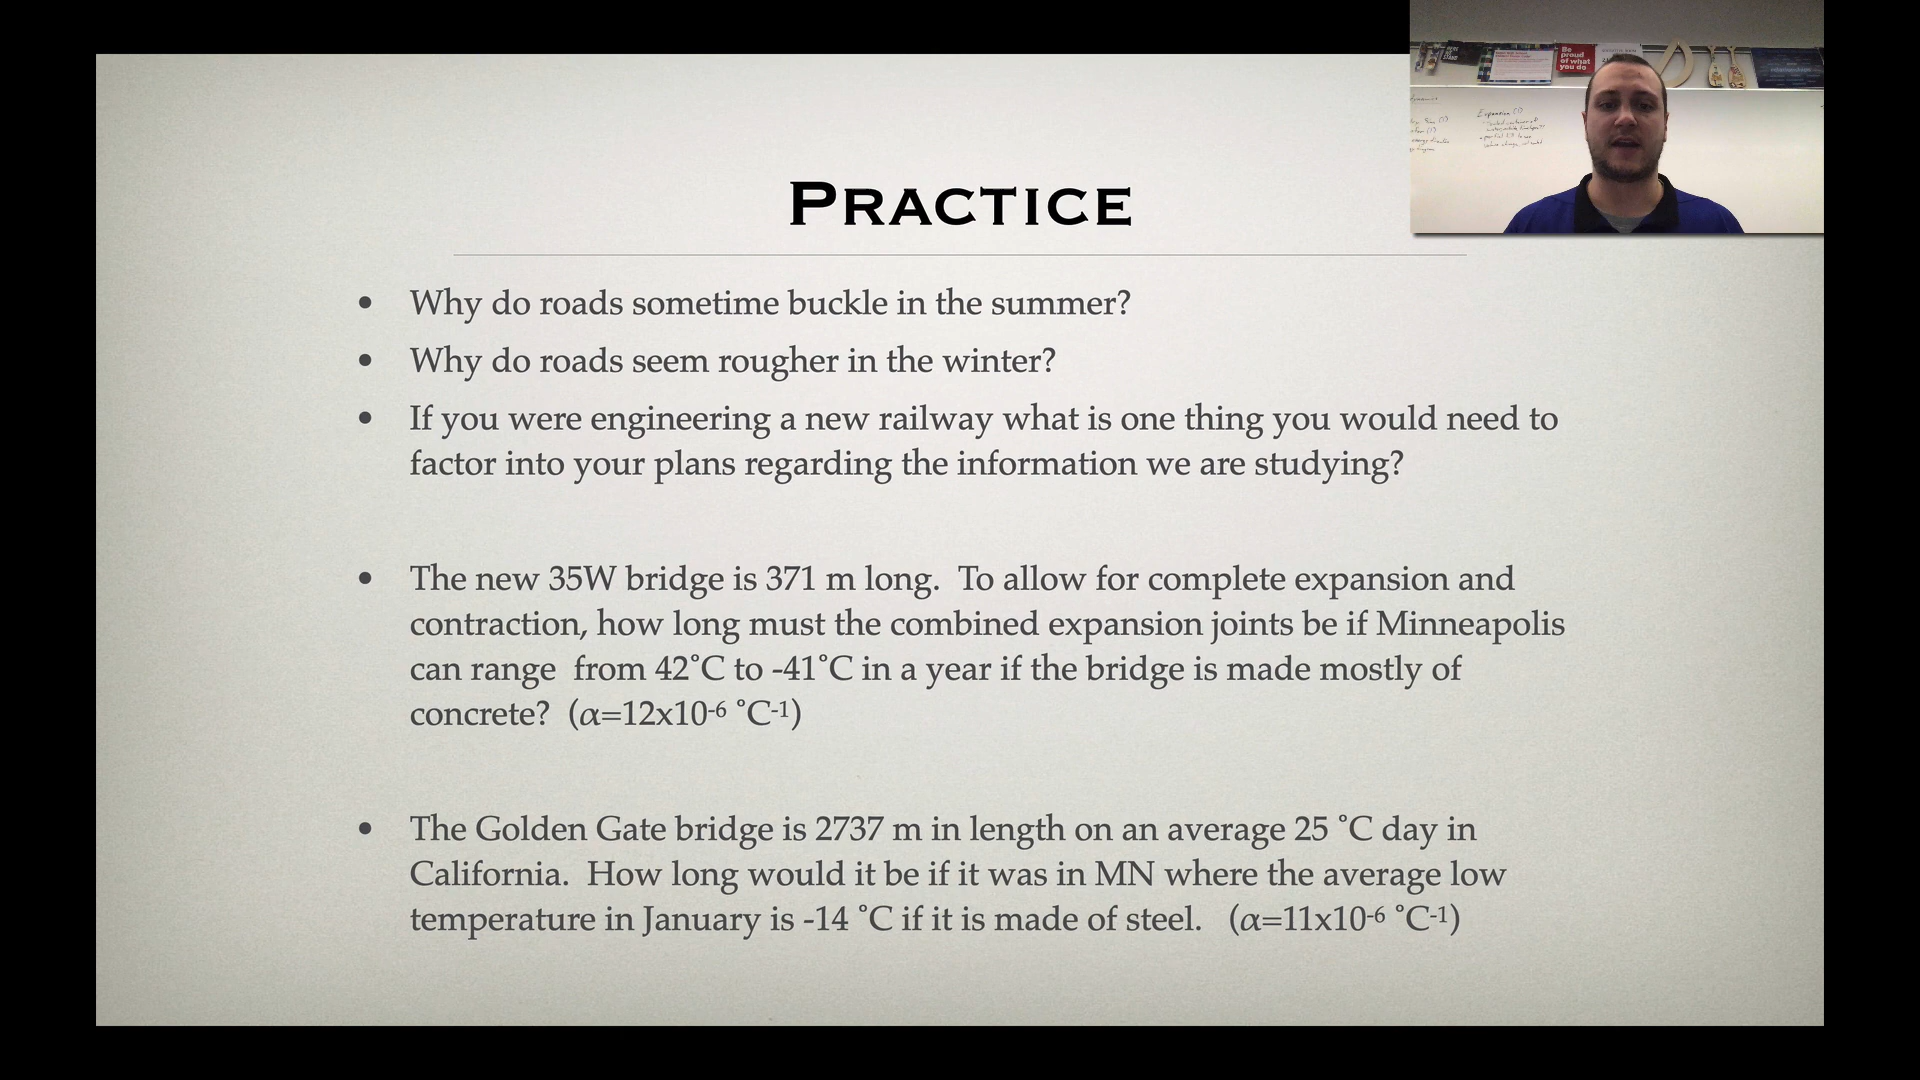 PRACTICE
Be
proud
of what
you do
Expansion (1)
• Why do roads sometime buckle in the summer?
• Why do roads seem rougher in the winter?
• If you were engineering a new railway what is one thing you would need to
factor into your plans regarding the information we are studying?
• The new 35W bridge is 371 m long.  To allow for complete expansion and
contraction, how long must the combined expansion joints be if Minneapolis
can range  from 42˚C to -41˚C in a year if the bridge is made mostly of
concrete?  (α=12x10⁻⁶ ˚C⁻¹)
• The Golden Gate bridge is 2737 m in length on an average 25 ˚C day in
California.  How long would it be if it was in MN where the average low
temperature in January is -14 ˚C if it is made of steel.   (α=11x10⁻⁶ ˚C⁻¹)